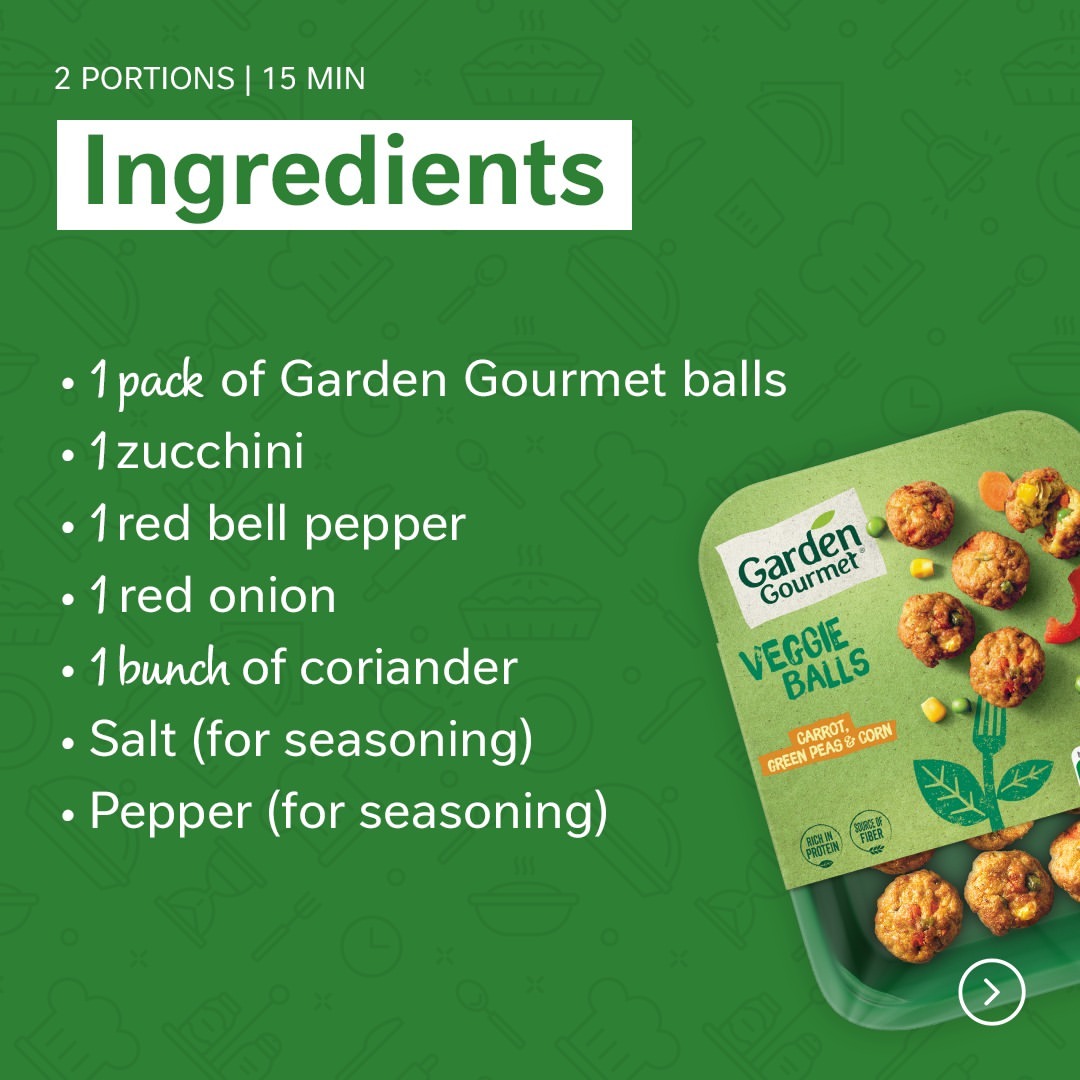 2 PORTIONS | 15 MIN
Ingredients
• 1 pack of Garden Gourmet balls
• 1 zucchini
• 1 red bell pepper
• 1 red onion
• 1 bunch of coriander
• Salt (for seasoning)
• Pepper (for seasoning)
Garden
Gourmet®
VEGGIE
BALLS
CARROT,
GREEN PEAS & CORN
RICH IN
PROTEIN
SOURCE OF
FIBER